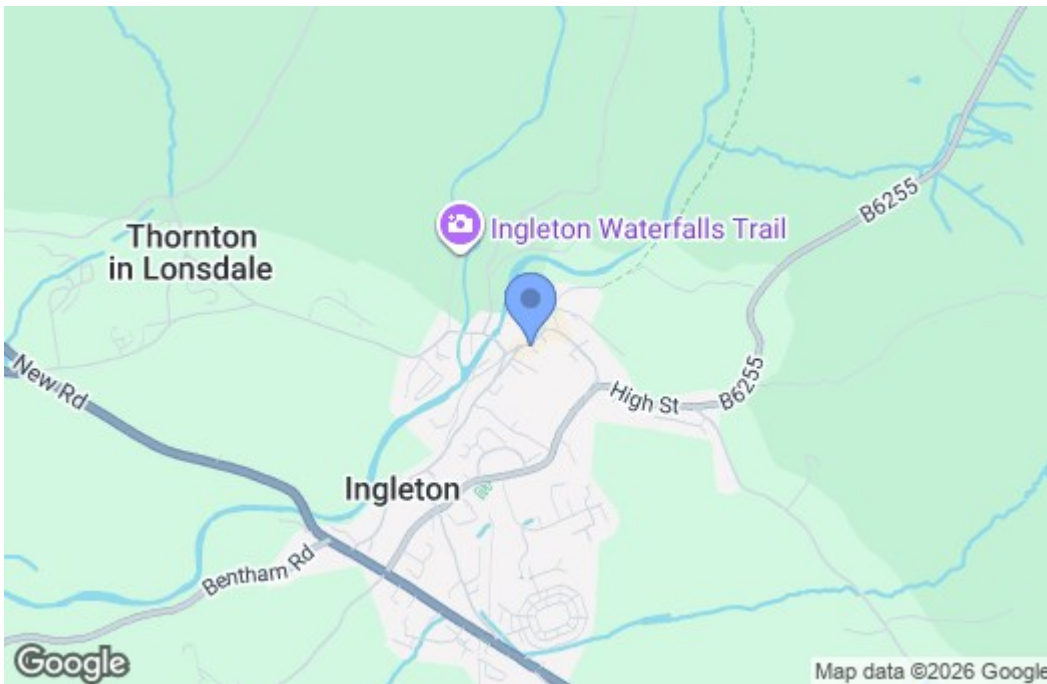 B6255
Ingleton Waterfalls Trail
Thornton
in Lonsdale
New Rd
High St
B6255
Ingleton
Bentham Rd
Google
Map data ©2026 Google